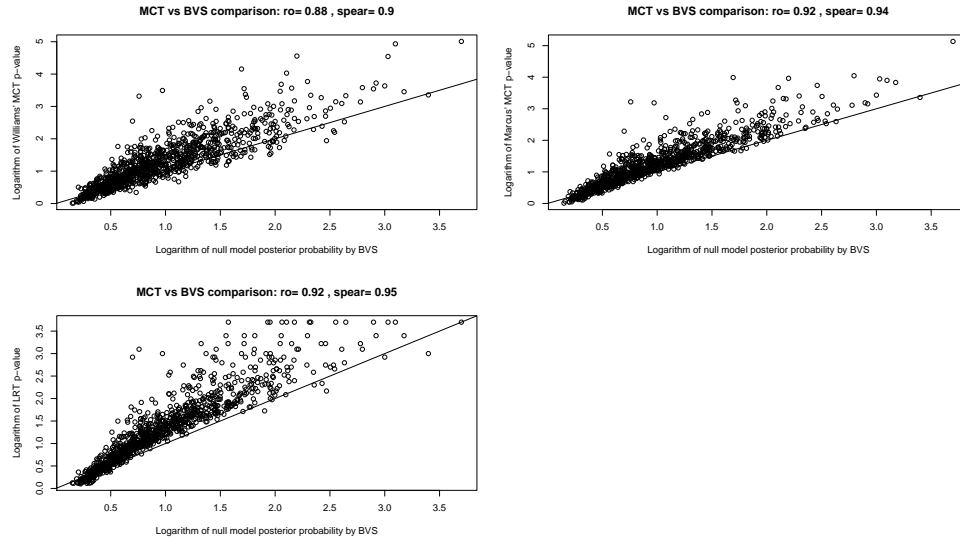 MCT vs BVS comparison: ro= 0.88 , spear= 0.9
Logarithm of Williams' MCT p−value
0 1 2 3 4 5
0.5 1.0 1.5 2.0 2.5 3.0 3.5
Logarithm of null model posterior probability by BVS
MCT vs BVS comparison: ro= 0.92 , spear= 0.94
Logarithm of Marcus' MCT p−value
0 1 2 3 4 5
0.5 1.0 1.5 2.0 2.5 3.0 3.5
Logarithm of null model posterior probability by BVS
MCT vs BVS comparison: ro= 0.92 , spear= 0.95
Logarithm of LRT p−value
0.0 0.5 1.0 1.5 2.0 2.5 3.0 3.5
0.5 1.0 1.5 2.0 2.5 3.0 3.5
Logarithm of null model posterior probability by BVS